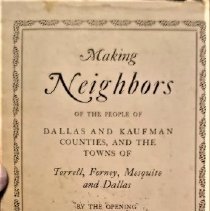 Making
Neighbors
OF THE PEOPLE OF
DALLAS AND KAUFMAN
COUNTIES, AND THE
TOWNS OF
Terrell, Forney, Mesquite
and Dallas
BY THE OPENING